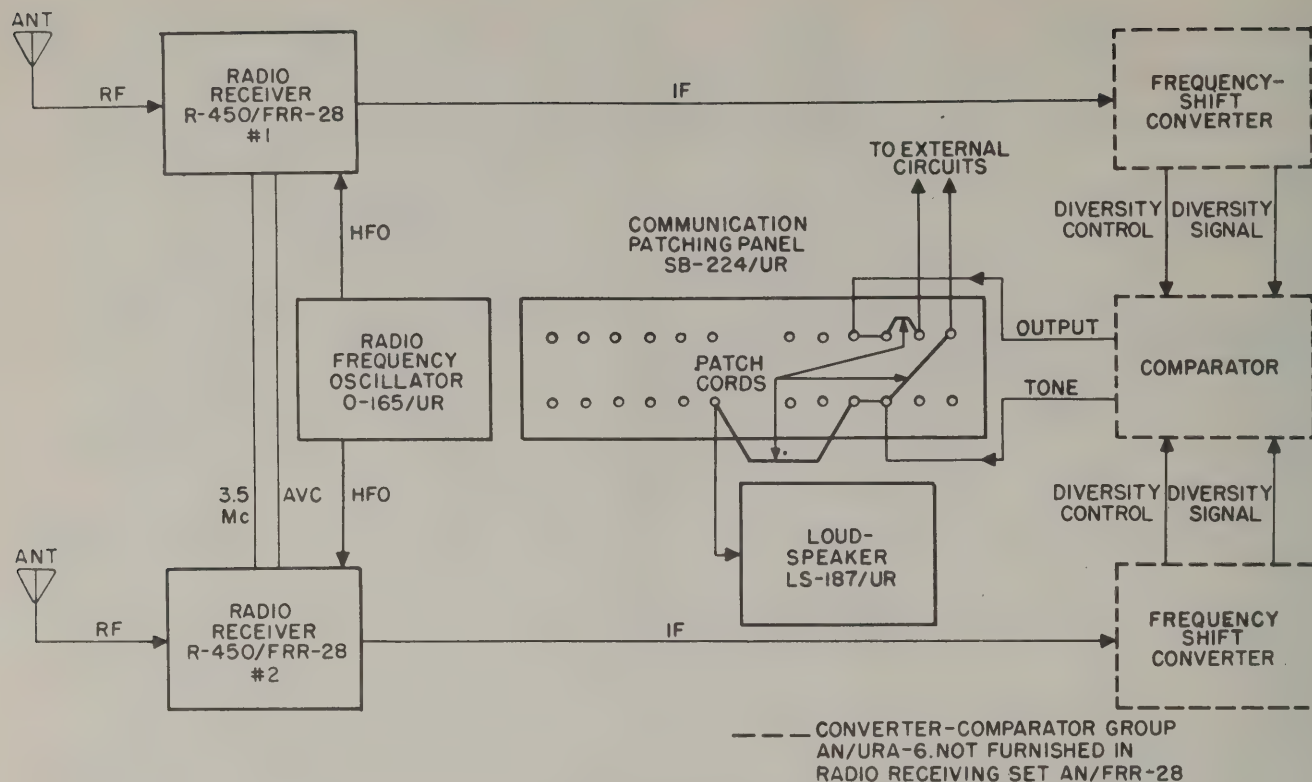 ANT
RF
RADIO
RECEIVER
R-450/FRR-28
#1
IF
FREQUENCY-
SHIFT
CONVERTER
TO EXTERNAL
CIRCUITS
DIVERSITY
CONTROL
DIVERSITY
SIGNAL
HFO
COMMUNICATION
PATCHING PANEL
SB-224/UR
RADIO
FREQUENCY
OSCILLATOR
O-165/UR
PATCH
CORDS
OUTPUT
TONE
COMPARATOR
3.5
Mc
AVC
HFO
DIVERSITY
CONTROL
DIVERSITY
SIGNAL
LOUD-
SPEAKER
LS-187/UR
ANT
RF
RADIO
RECEIVER
R-450/FRR-28
#2
IF
FREQUENCY
SHIFT
CONVERTER
CONVERTER-COMPARATOR GROUP
AN/URA-6.NOT FURNISHED IN
RADIO RECEIVING SET AN/FRR-28